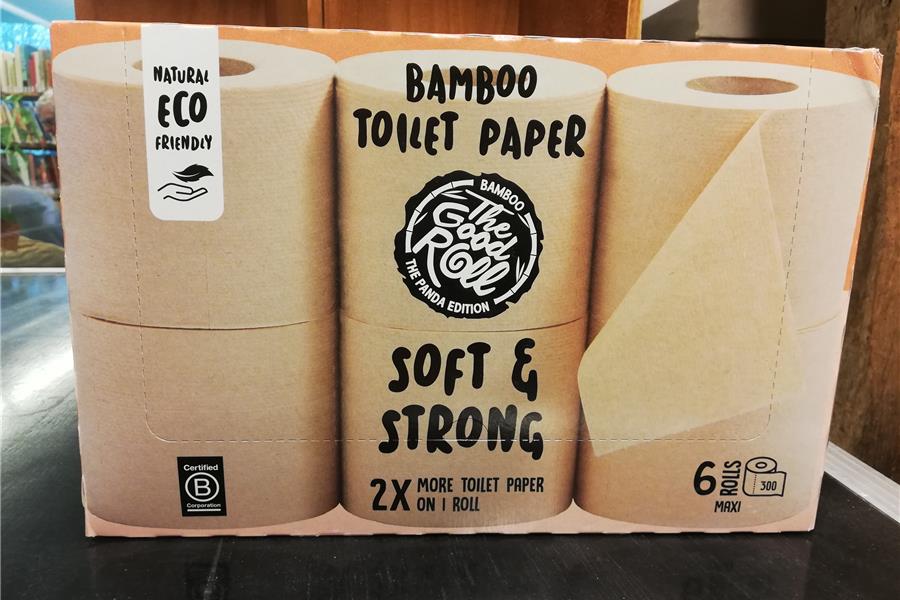 NATURAL
ECO
FRIENDLY
BAMBOO
TOILET PAPER
BAMBOO
The
Good
Roll
THE PANDA EDITION
SOFT &
STRONG
2X MORE TOILET PAPER
ON 1 ROLL
Certified
B
Corporation
6 ROLLS
MAXI
300